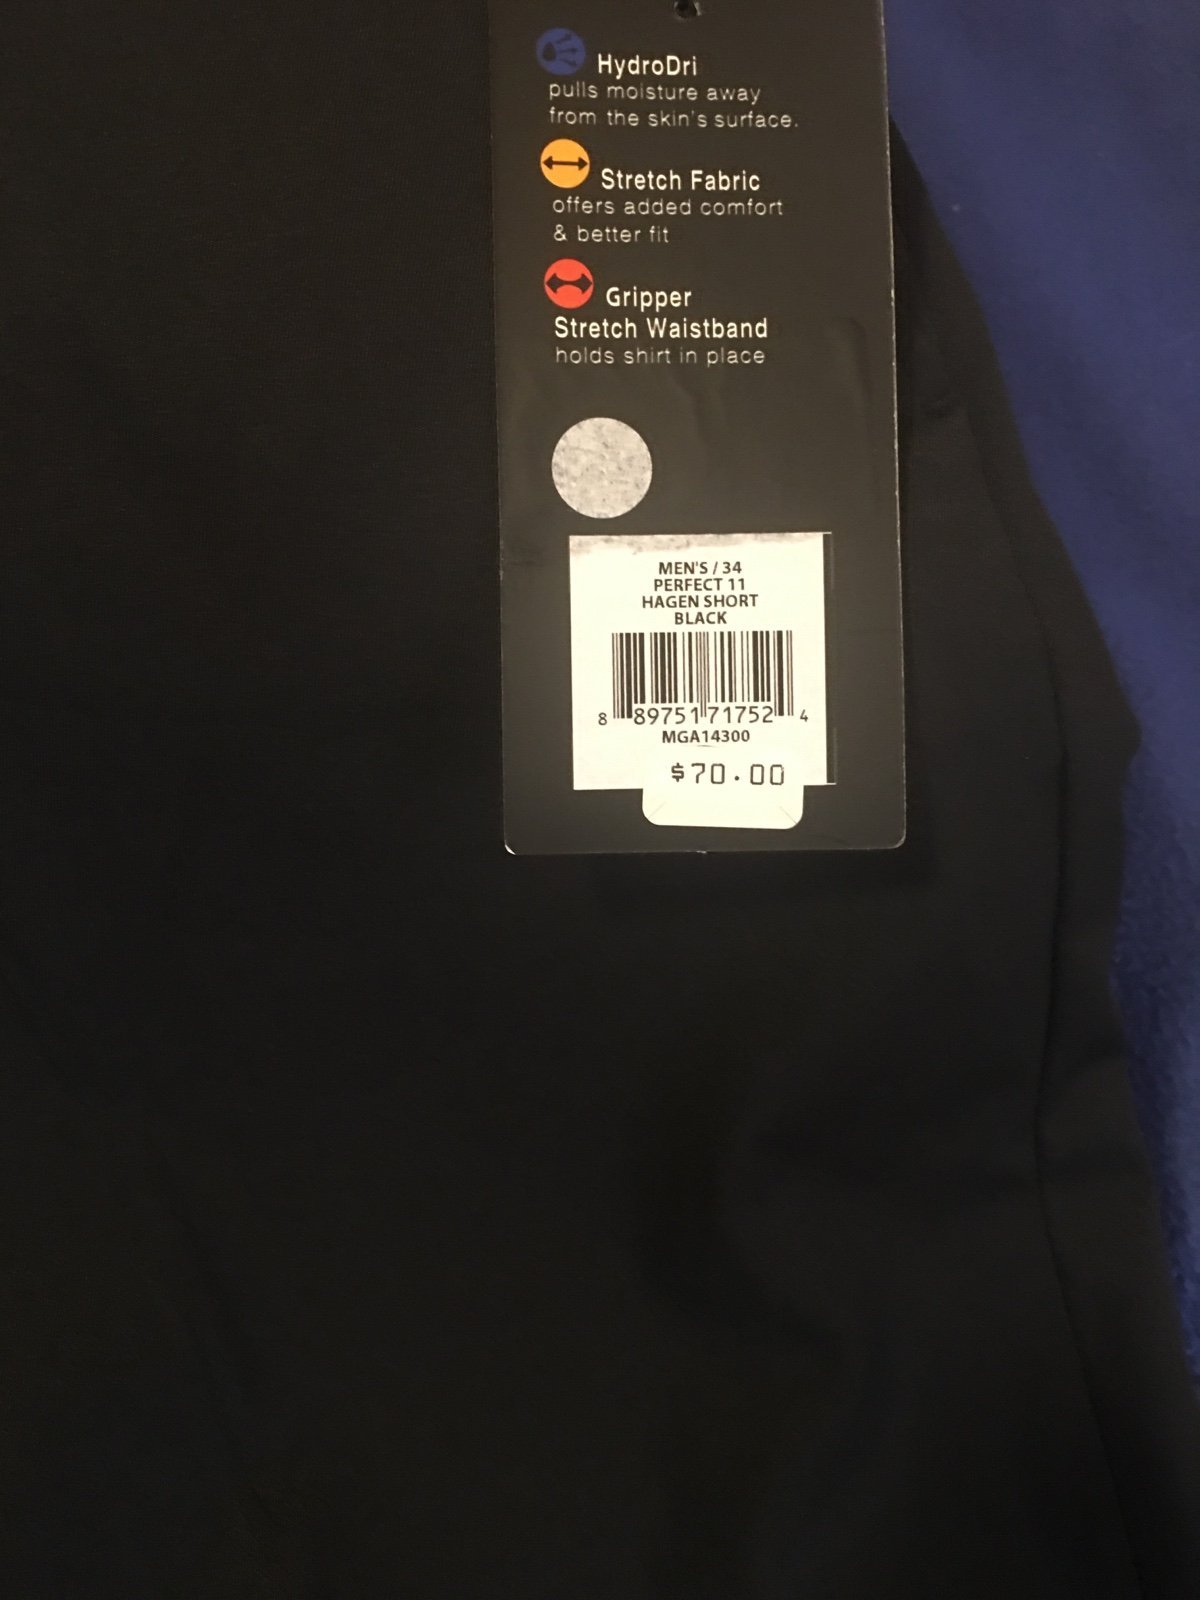 HydroDri
pulls moisture away
from the skin's surface.
Stretch Fabric
offers added comfort
& better fit
Gripper
Stretch Waistband
holds shirt in place
MEN'S / 34
PERFECT 11
HAGEN SHORT
BLACK
8 89751 71752 4
MGA14300
$70.00